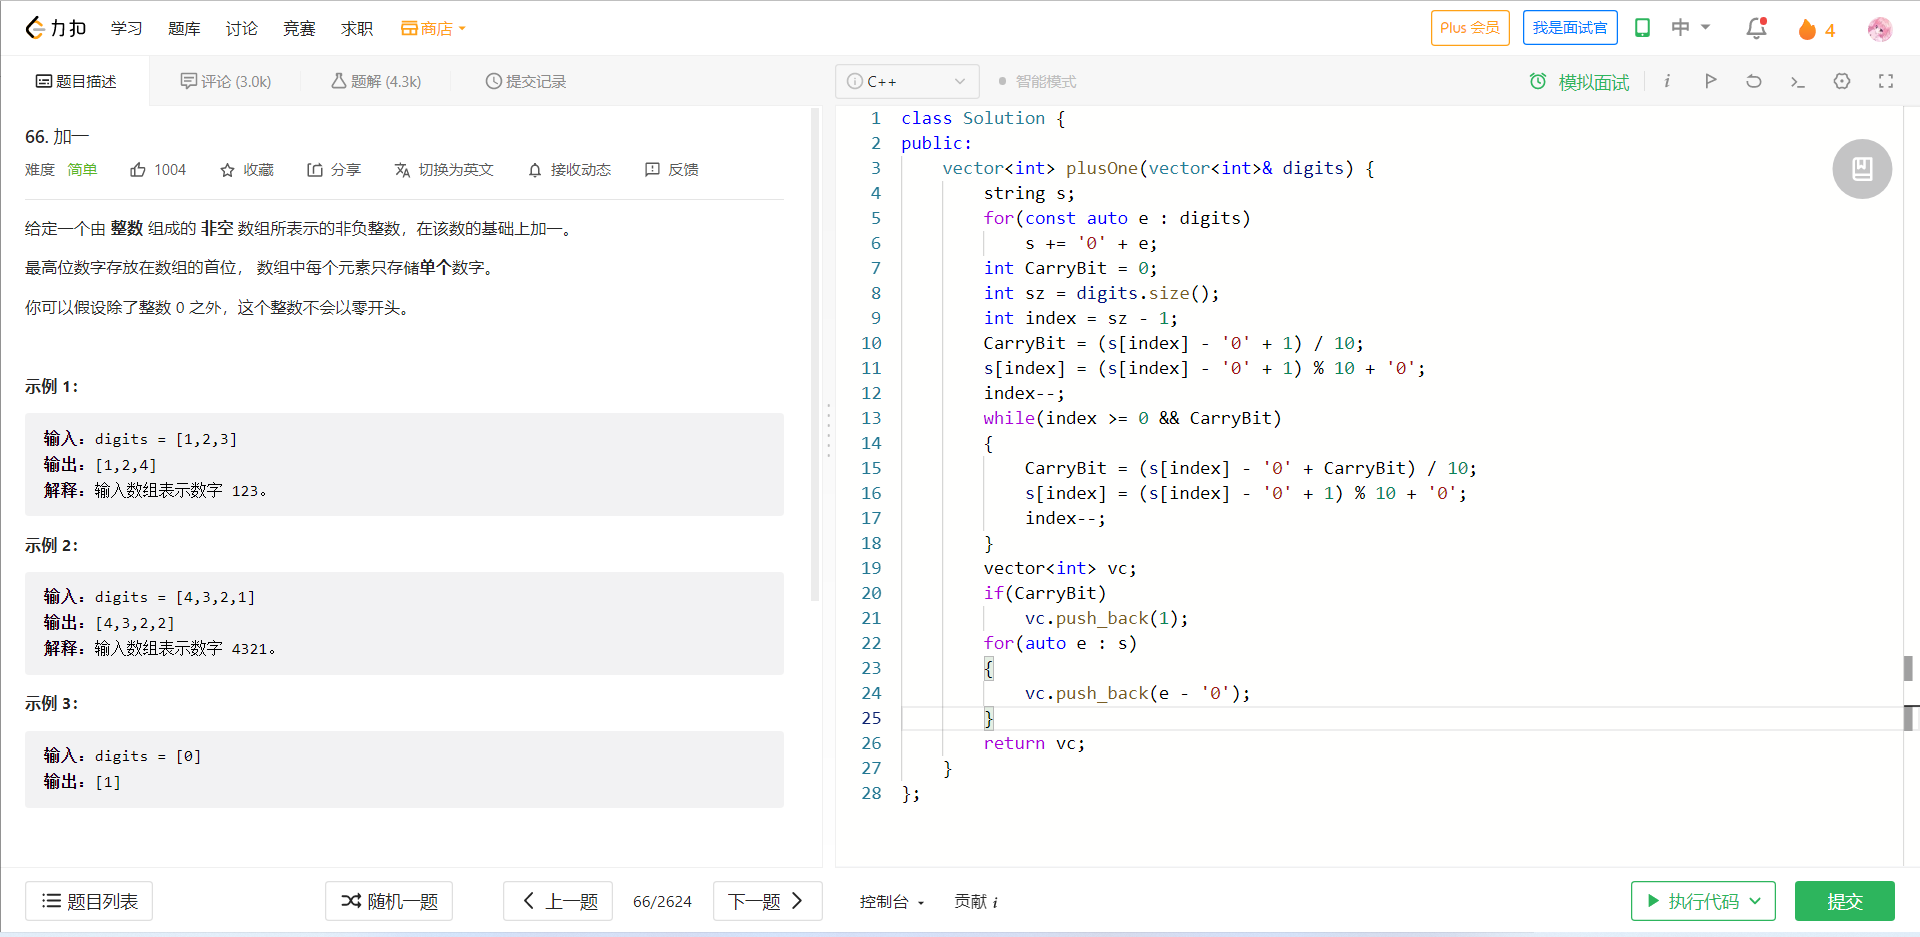 力扣 学习 题库 讨论 竞赛 求职 商店 Plus 会员 我是面试官 中 4
题目描述 评论 (3.0k) 题解 (4.3k) 提交记录
66. 加一
难度 简单 1004 收藏 分享 切换为英文 接收动态 反馈
给定一个由 整数 组成的 非空 数组所表示的非负整数，在该数的基础上加一。
最高位数字存放在数组的首位， 数组中每个元素只存储单个数字。
你可以假设除了整数 0 之外，这个整数不会以零开头。
示例 1：
输入：digits = [1,2,3]
输出：[1,2,4]
解释：输入数组表示数字 123。
示例 2：
输入：digits = [4,3,2,1]
输出：[4,3,2,2]
解释：输入数组表示数字 4321。
示例 3：
输入：digits = [0]
输出：[1]
i C++ 智能模式 模拟面试 i
1 class Solution {
2 public:
3     vector<int> plusOne(vector<int>& digits) {
4         string s;
5         for(const auto e : digits)
6             s += '0' + e;
7         int CarryBit = 0;
8         int sz = digits.size();
9         int index = sz - 1;
10         CarryBit = (s[index] - '0' + 1) / 10;
11         s[index] = (s[index] - '0' + 1) % 10 + '0';
12         index--;
13         while(index >= 0 && CarryBit)
14         {
15             CarryBit = (s[index] - '0' + CarryBit) / 10;
16             s[index] = (s[index] - '0' + 1) % 10 + '0';
17             index--;
18         }
19         vector<int> vc;
20         if(CarryBit)
21             vc.push_back(1);
22         for(auto e : s)
23         {
24             vc.push_back(e - '0');
25         }
26         return vc;
27     }
28 };
题目列表 随机一题 上一题 66/2624 下一题 控制台 贡献 i 执行代码 提交